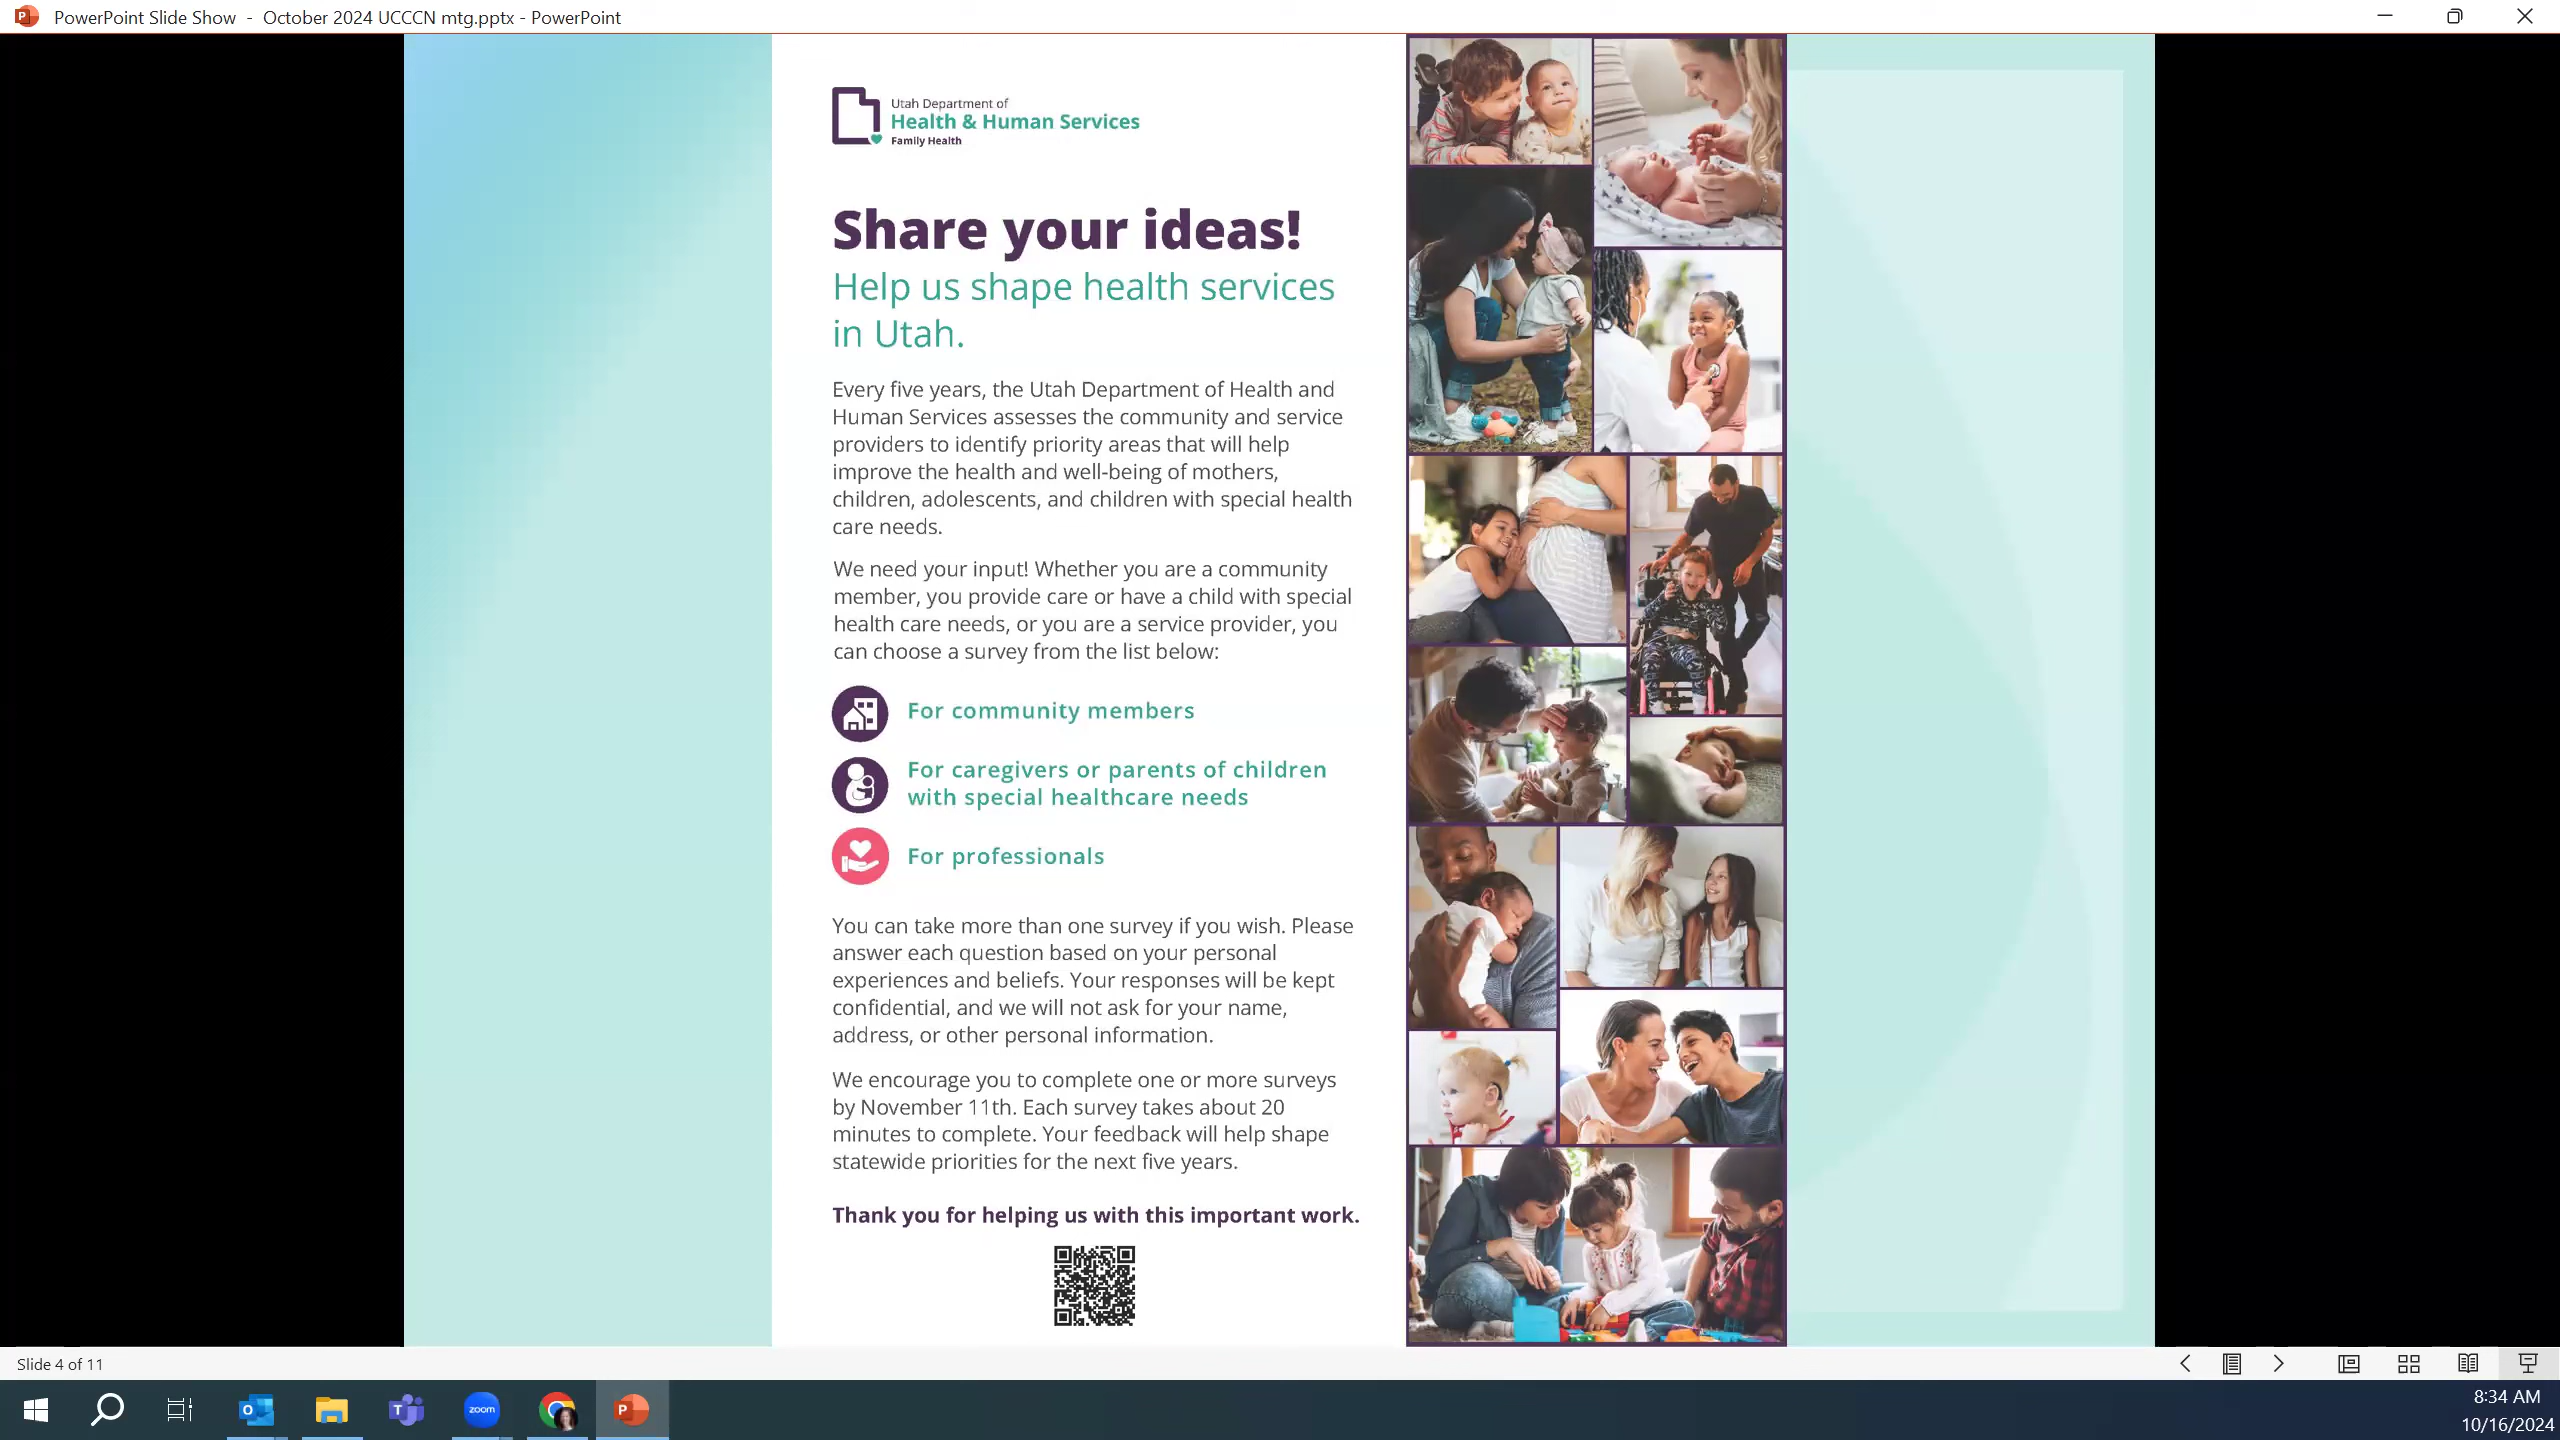 PowerPoint Slide Show - October 2024 UCCCN mtg.pptx - PowerPoint
Utah Department of
Health & Human Services
Family Health
Share your ideas!
Help us shape health services
in Utah.
Every five years, the Utah Department of Health and
Human Services assesses the community and service
providers to identify priority areas that will help
improve the health and well-being of mothers,
children, adolescents, and children with special health
care needs.
We need your input! Whether you are a community
member, you provide care or have a child with special
health care needs, or you are a service provider, you
can choose a survey from the list below:
For community members
For caregivers or parents of children
with special healthcare needs
For professionals
You can take more than one survey if you wish. Please
answer each question based on your personal
experiences and beliefs. Your responses will be kept
confidential, and we will not ask for your name,
address, or other personal information.
We encourage you to complete one or more surveys
by November 11th. Each survey takes about 20
minutes to complete. Your feedback will help shape
statewide priorities for the next five years.
Thank you for helping us with this important work.
Slide 4 of 11
zoom
8:34 AM
10/16/2024